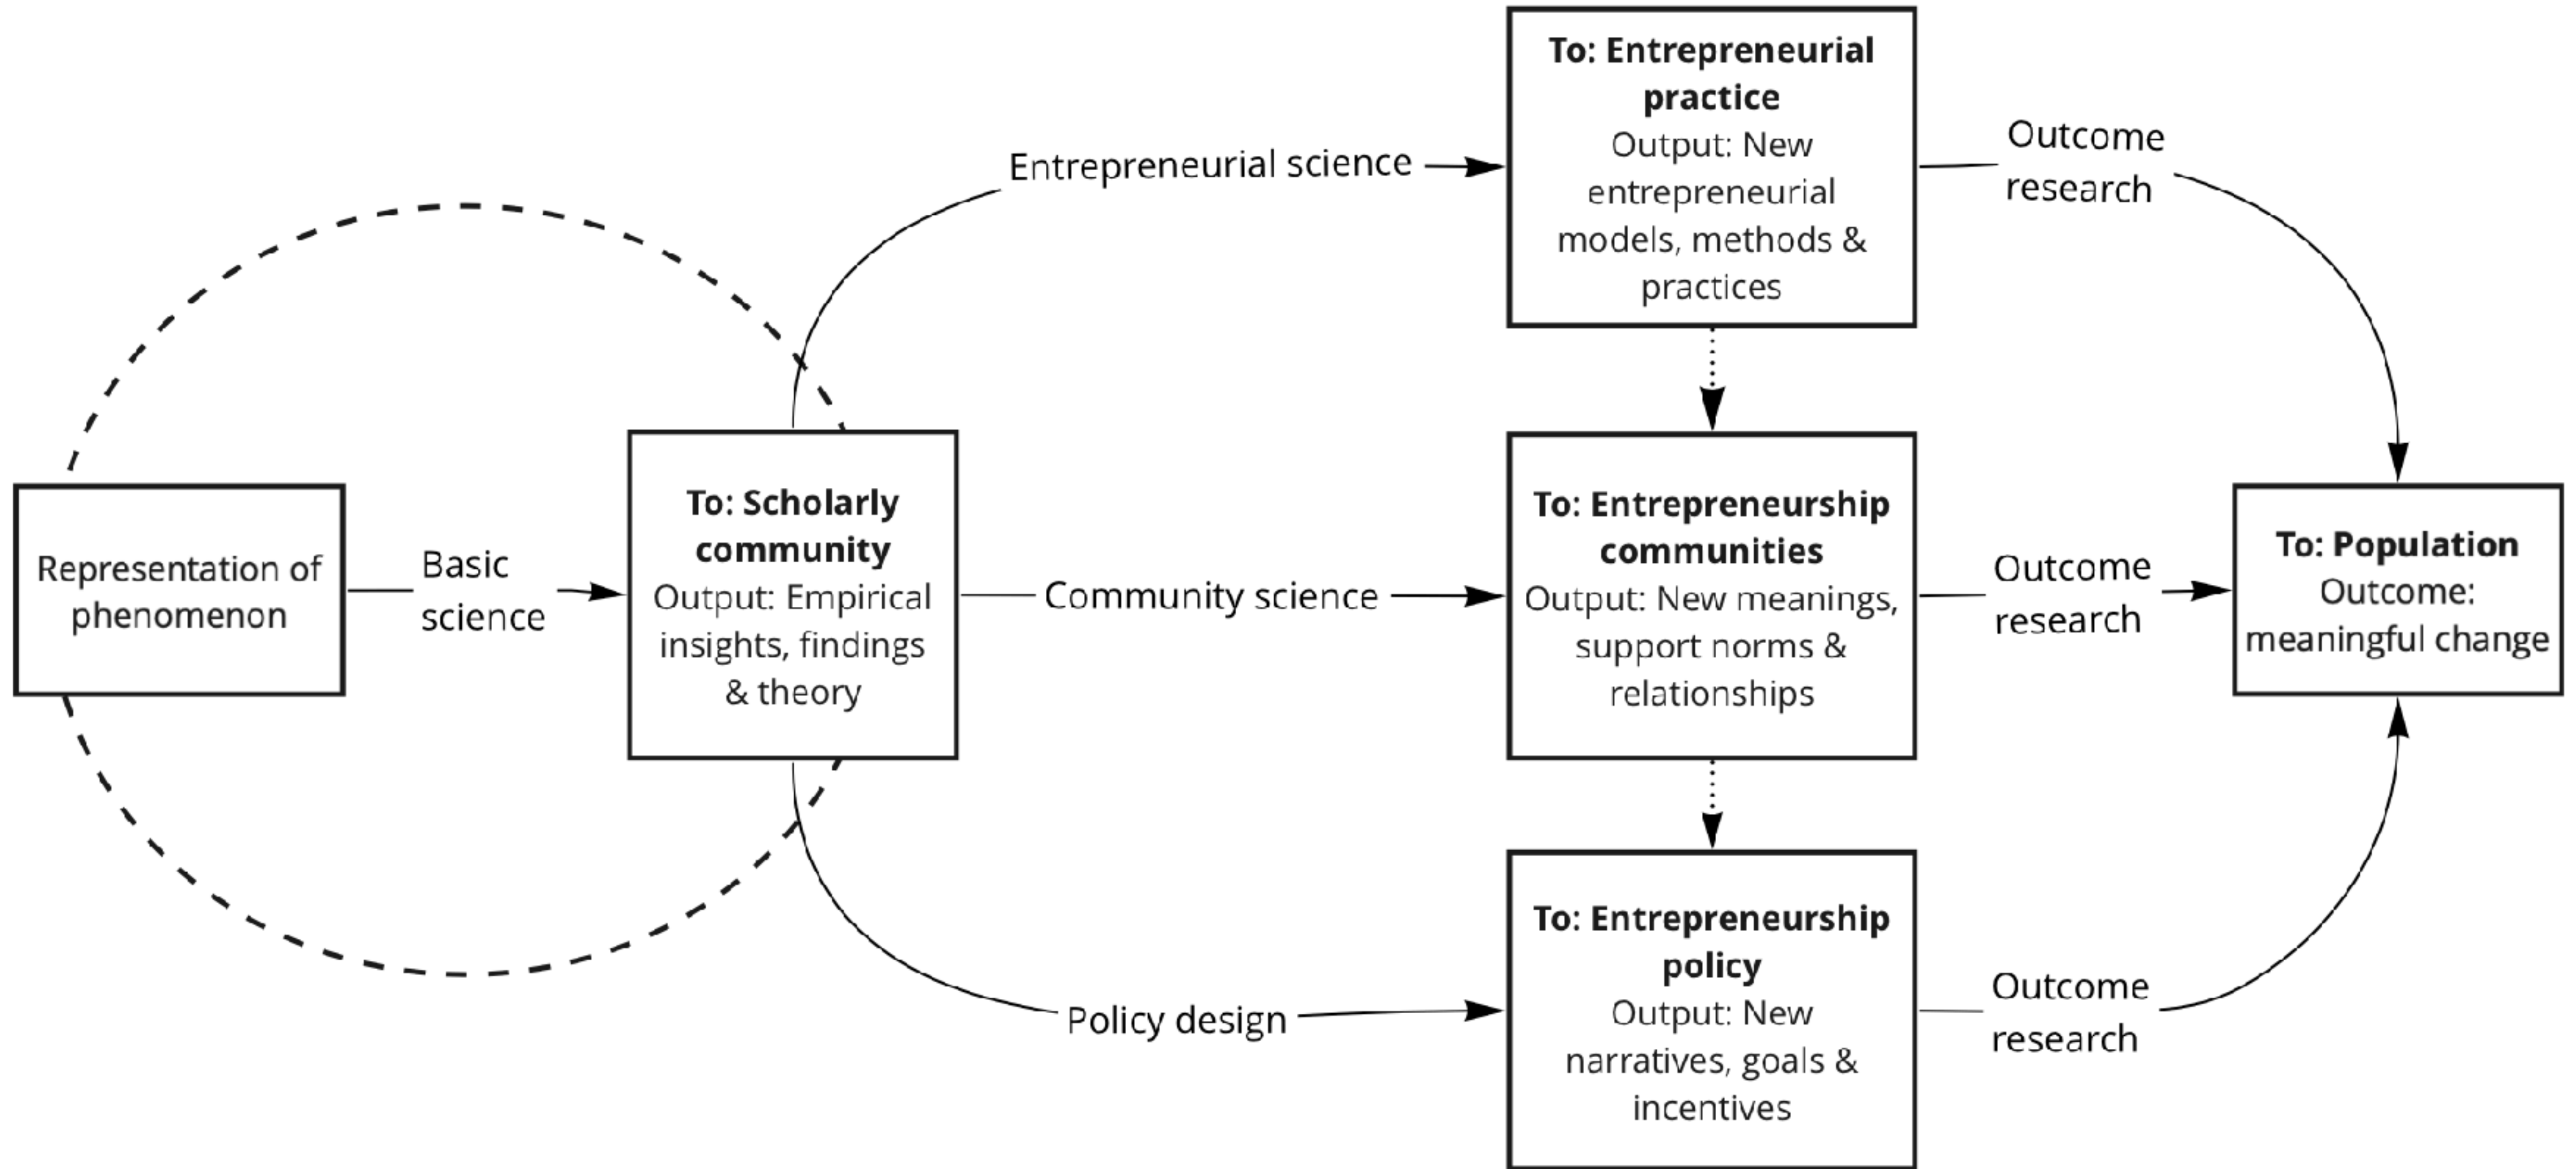 Representation of
phenomenon
Basic
science
To: Scholarly
community
Output: Empirical
insights, findings
& theory
Entrepreneurial science
Community science
Policy design
To: Entrepreneurial
practice
Output: New
entrepreneurial
models, methods &
practices
To: Entrepreneurship
communities
Output: New meanings,
support norms &
relationships
To: Entrepreneurship
policy
Output: New
narratives, goals &
incentives
Outcome
research
Outcome
research
Outcome
research
To: Population
Outcome:
meaningful change